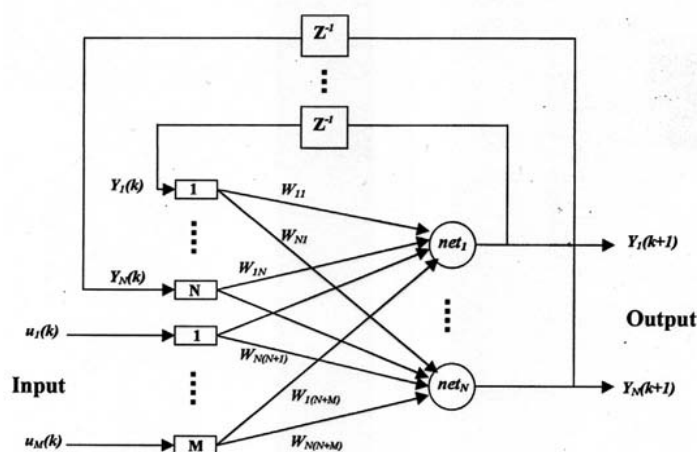 Z⁻¹
Z⁻¹
Y₁(k)
1
W₁₁
W_N1
net₁
Y₁(k+1)
Y_N(k)
N
W_1N
u₁(k)
1
Output
W_N(N+1)
Input
W_1(N+M)
net_N
Y_N(k+1)
u_M(k)
M
W_N(N+M)